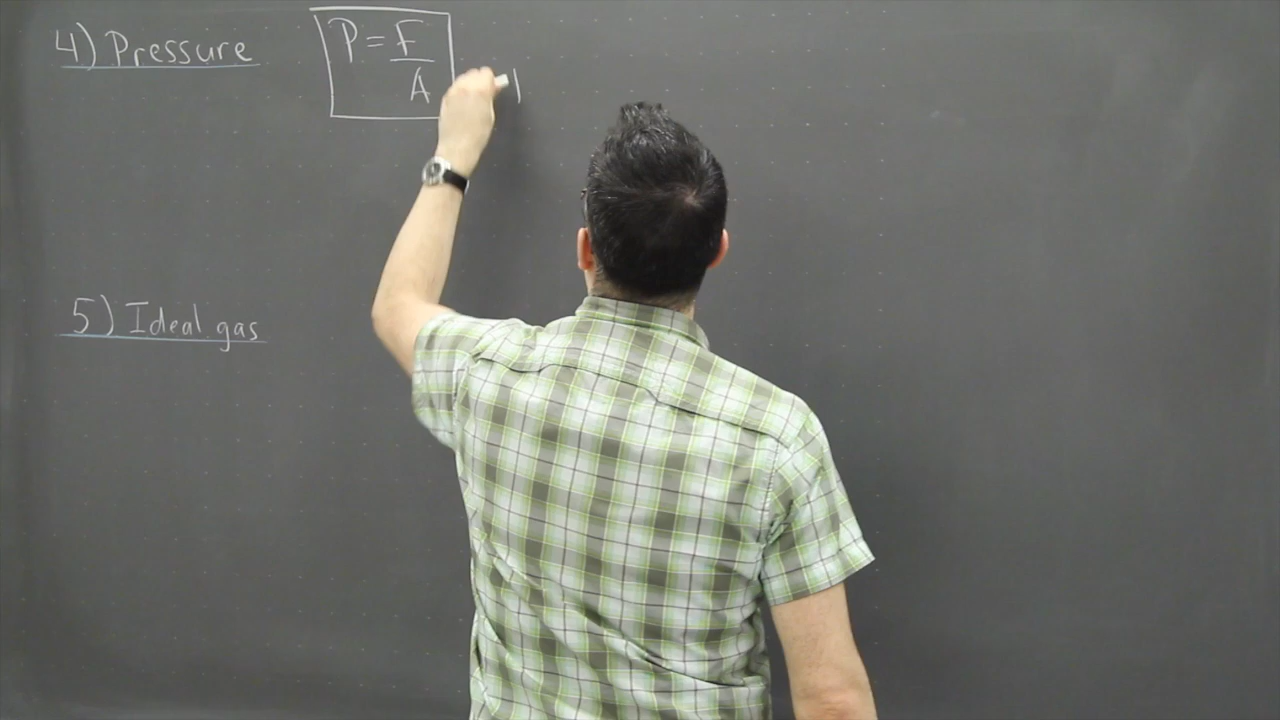 4) Pressure
P = F
A
5) Ideal gas